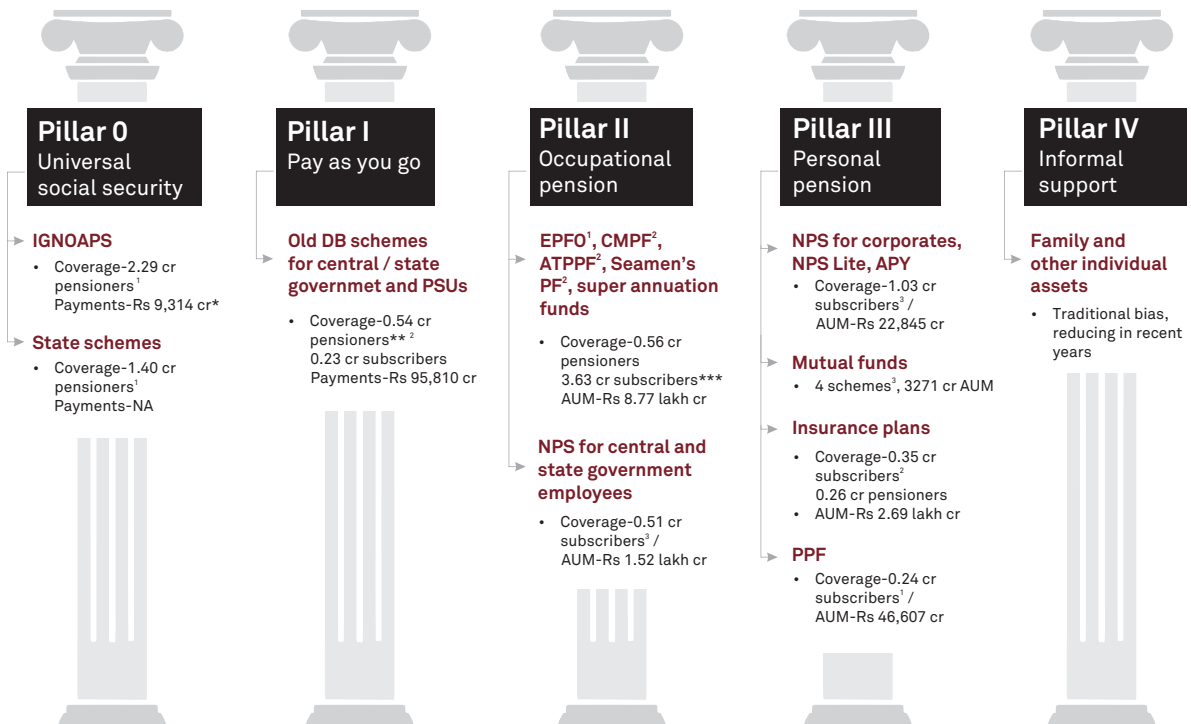 Pillar 0
Universal
social security
IGNOAPS
• Coverage-2.29 cr
pensioners¹
Payments-Rs 9,314 cr*
State schemes
• Coverage-1.40 cr
pensioners¹
Payments-NA
Pillar I
Pay as you go
Old DB schemes
for central / state
governmet and PSUs
• Coverage-0.54 cr
pensioners** ²
0.23 cr subscribers
Payments-Rs 95,810 cr
Pillar II
Occupational
pension
EPFO¹, CMPF²,
ATPPF², Seamen's
PF², super annuation
funds
• Coverage-0.56 cr
pensioners
3.63 cr subscribers***
AUM-Rs 8.77 lakh cr
NPS for central and
state government
employees
• Coverage-0.51 cr
subscribers³ /
AUM-Rs 1.52 lakh cr
Pillar III
Personal
pension
NPS for corporates,
NPS Lite, APY
• Coverage-1.03 cr
subscribers³ /
AUM-Rs 22,845 cr
Mutual funds
• 4 schemes³, 3271 cr AUM
Insurance plans
• Coverage-0.35 cr
subscribers²
0.26 cr pensioners
• AUM-Rs 2.69 lakh cr
PPF
• Coverage-0.24 cr
subscribers¹ /
AUM-Rs 46,607 cr
Pillar IV
Informal
support
Family and
other individual
assets
• Traditional bias,
reducing in recent
years